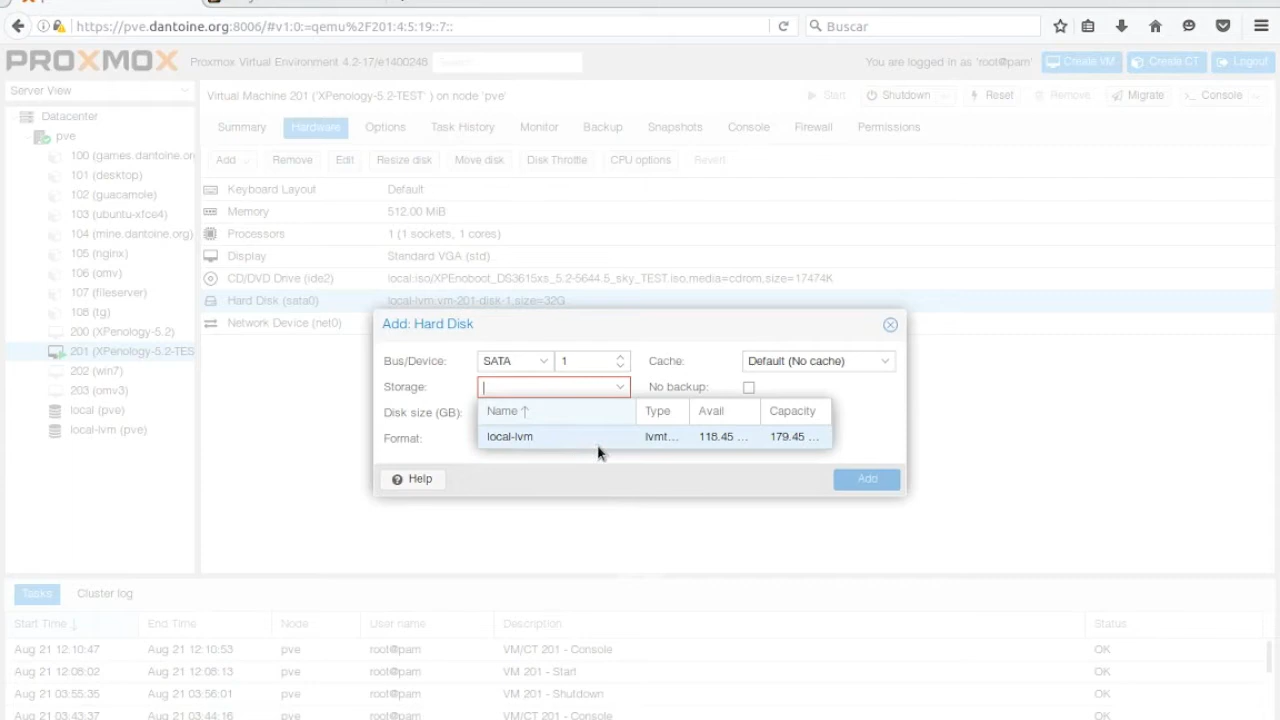 https://pve.dantoine.org:8006/#v1:0:=qemu%2F201:4:5:19::7::
Buscar
PROXMOX Proxmox Virtual Environment 4.2-17/e1400248 Search You are logged in as 'root@pam' Create VM Create CT Logout
Server View
Virtual Machine 201 ('XPenology-5.2-TEST' ) on node 'pve' Start Shutdown Reset Remove Migrate >_ Console
Datacenter
pve
100 (games.dantoine.or
101 (desktop)
102 (guacamole)
103 (ubuntu-xfce4)
104 (mine.dantoine.org)
105 (nginx)
106 (omv)
107 (fileserver)
108 (tg)
200 (XPenology-5.2)
201 (XPenology-5.2-TES
202 (win7)
203 (omv3)
local (pve)
local-lvm (pve)
Summary Hardware Options Task History Monitor Backup Snapshots Console Firewall Permissions
Add Remove Edit Resize disk Move disk Disk Throttle CPU options Revert
Keyboard Layout Default
Memory 512.00 MiB
Processors 1 (1 sockets, 1 cores)
Display Standard VGA (std)
CD/DVD Drive (ide2) local:iso/XPEnoboot_DS3615xs_5.2-5644.5_sky_TEST.iso,media=cdrom,size=17474K
Hard Disk (sata0) local-lvm:vm-201-disk-1,size=32G
Network Device (net0)
Add: Hard Disk
Bus/Device: SATA 1 Cache: Default (No cache)
Storage: No backup:
Disk size (GB):
Format:
Name ↑ Type Avail Capacity
local-lvm lvmt... 118.45 ... 179.45 ...
Help Add
Tasks Cluster log
Start Time ↓ End Time Node User name Description Status
Aug 21 12:10:47 Aug 21 12:10:53 pve root@pam VM/CT 201 - Console OK
Aug 21 12:08:02 Aug 21 12:08:13 pve root@pam VM 201 - Start OK
Aug 21 03:55:35 Aug 21 03:56:01 pve root@pam VM 201 - Shutdown OK
Aug 21 03:43:37 Aug 21 03:44:16 pve root@pam VM/CT 201 - Console OK